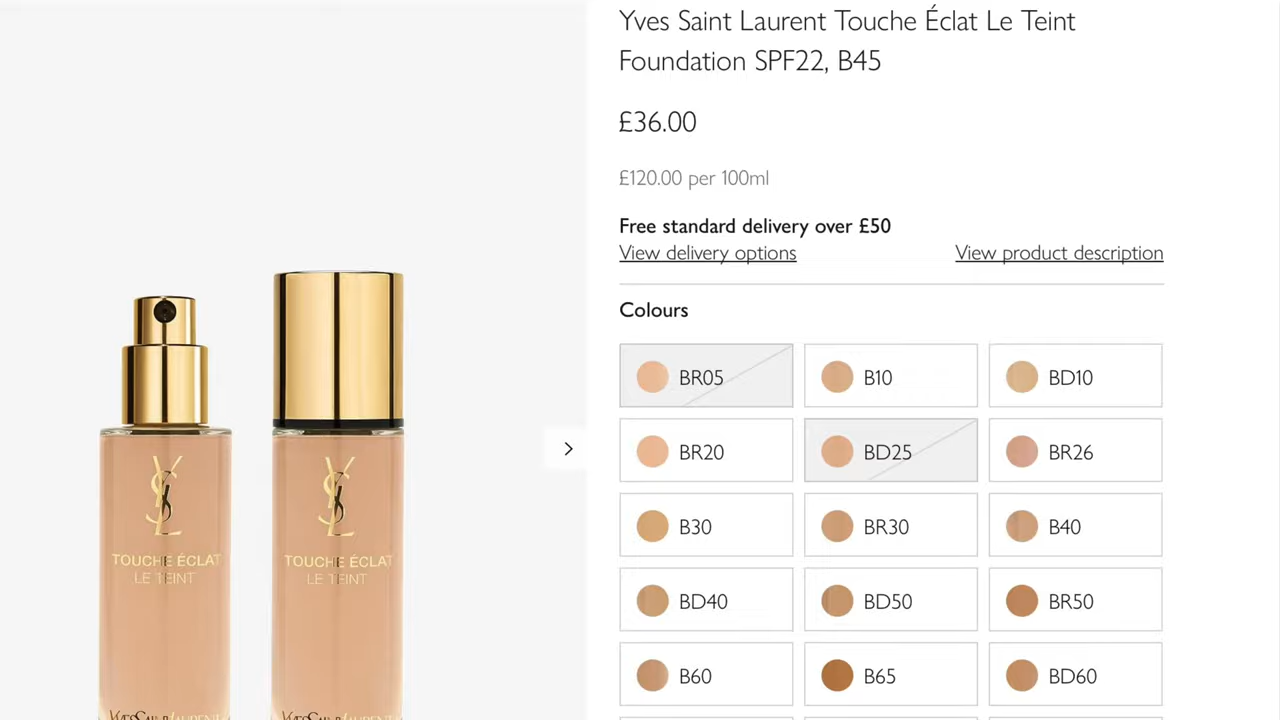 Yves Saint Laurent Touche Éclat Le Teint
Foundation SPF22, B45
£36.00
£120.00 per 100ml
Free standard delivery over £50
View delivery options
View product description
Colours
BR05
B10
BD10
BR20
BD25
BR26
B30
BR30
B40
BD40
BD50
BR50
B60
B65
BD60
YSL
TOUCHE ÉCLAT
LE TEINT
YSL
TOUCHE ÉCLAT
LE TEINT